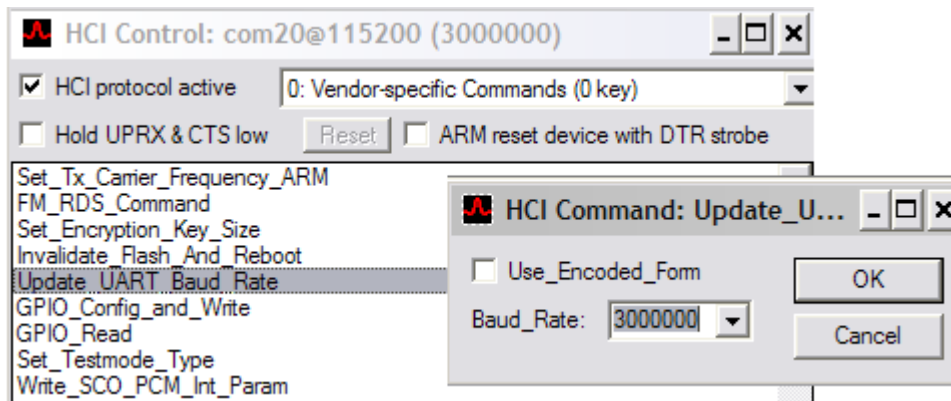 HCI Control: com20@115200 (3000000)
HCI protocol active
0: Vendor-specific Commands (0 key)
Hold UPRX & CTS low
Reset
ARM reset device with DTR strobe
Set_Tx_Carrier_Frequency_ARM
FM_RDS_Command
Set_Encryption_Key_Size
Invalidate_Flash_And_Reboot
Update_UART_Baud_Rate
GPIO_Config_and_Write
GPIO_Read
Set_Testmode_Type
Write_SCO_PCM_Int_Param
HCI Command: Update_U...
Use_Encoded_Form
OK
Baud_Rate: 3000000
Cancel